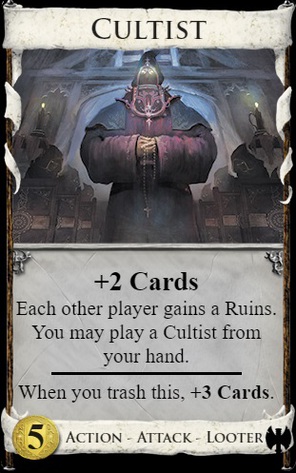 CULTIST
+2 Cards
Each other player gains a Ruins.
You may play a Cultist from
your hand.
When you trash this, +3 Cards.
5 ACTION - ATTACK - LOOTER